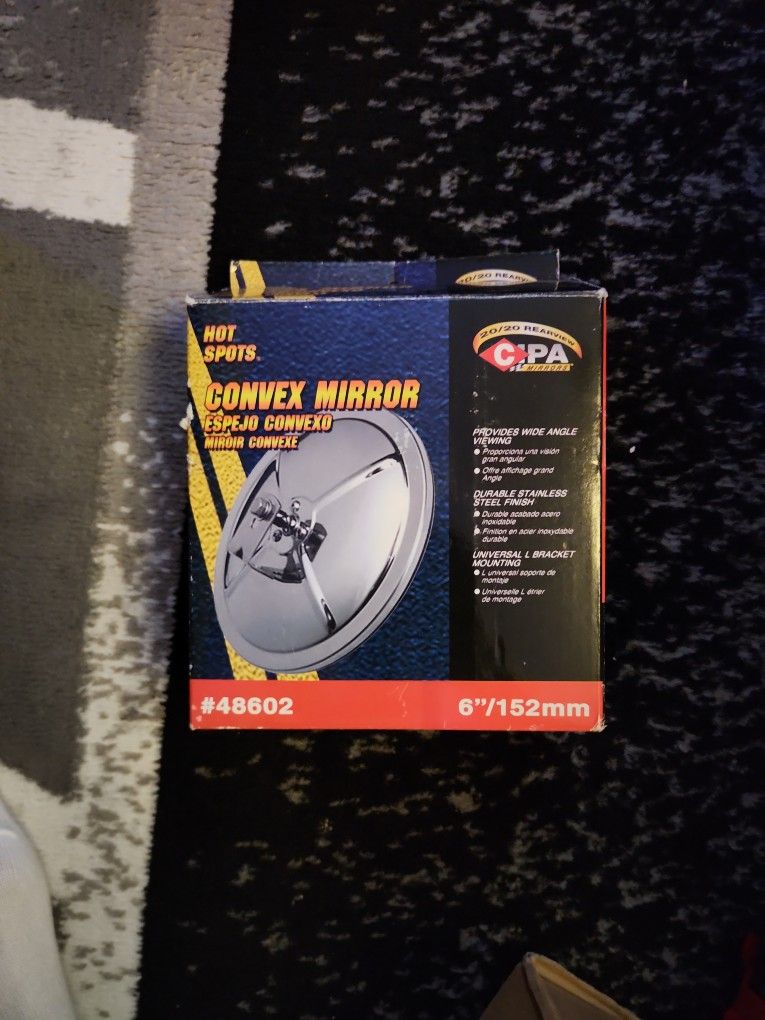 20/20 REARVIEW
HOT
SPOTS®
CONVEX MIRROR
ESPEJO CONVEXO
MIROIR CONVEXE
20/20 REARVIEW
CIPA
MIRRORS
PROVIDES WIDE ANGLE
VIEWING
● Proporciona una visión
gran angular
● Offre affichage grand
Angle
DURABLE STAINLESS
STEEL FINISH
● Durable acabado acero
inoxidable
● Finition en acier inoxydable
durable
UNIVERSAL L BRACKET
MOUNTING
● L universal soporte de
montaje
● Universelle L étrier
de montage
#48602
6"/152mm